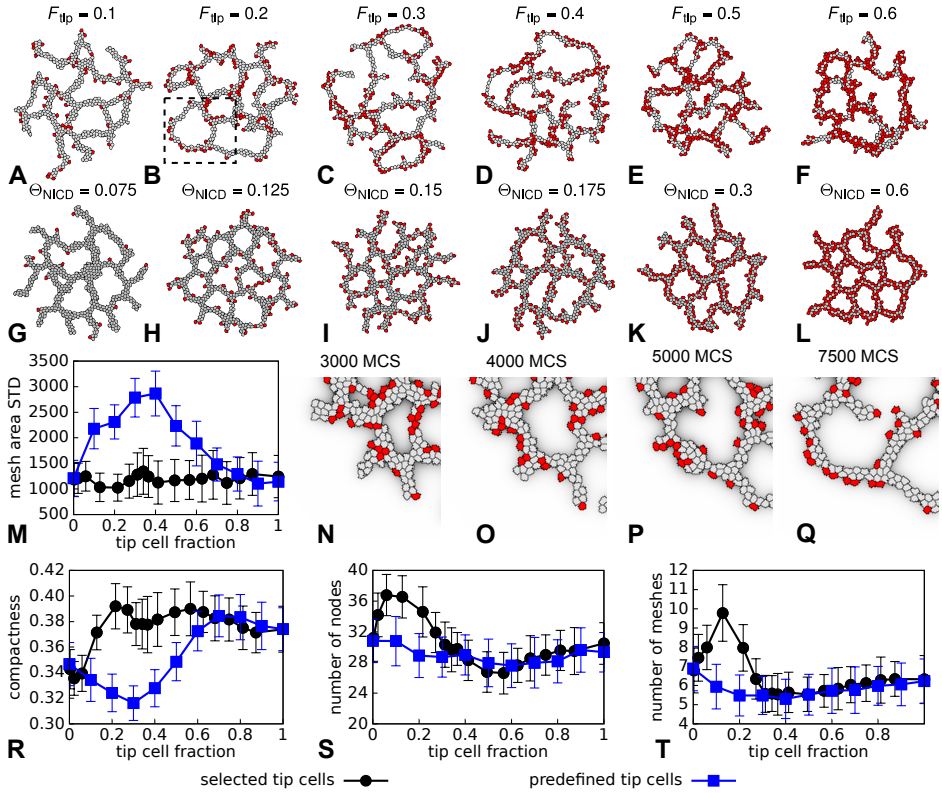 F_tip = 0.1 F_tip = 0.2 F_tip = 0.3 F_tip = 0.4 F_tip = 0.5 F_tip = 0.6
A B C D E F
Θ_NICD = 0.075 Θ_NICD = 0.125 Θ_NICD = 0.15 Θ_NICD = 0.175 Θ_NICD = 0.3 Θ_NICD = 0.6
G H I J K L
3000 MCS 4000 MCS 5000 MCS 7500 MCS
mesh area STD
3500
3000
2500
2000
1500
1000
500
0 0.2 0.4 0.6 0.8 1
tip cell fraction
M N O P Q
compactness
0.42
0.40
0.38
0.36
0.34
0.32
0.30
0 0.2 0.4 0.6 0.8 1
tip cell fraction
R
number of nodes
40
36
32
28
24
20
0 0.2 0.4 0.6 0.8 1
tip cell fraction
S
number of meshes
12
11
10
9
8
7
6
5
4
0 0.2 0.4 0.6 0.8
tip cell fraction
T
selected tip cells predefined tip cells